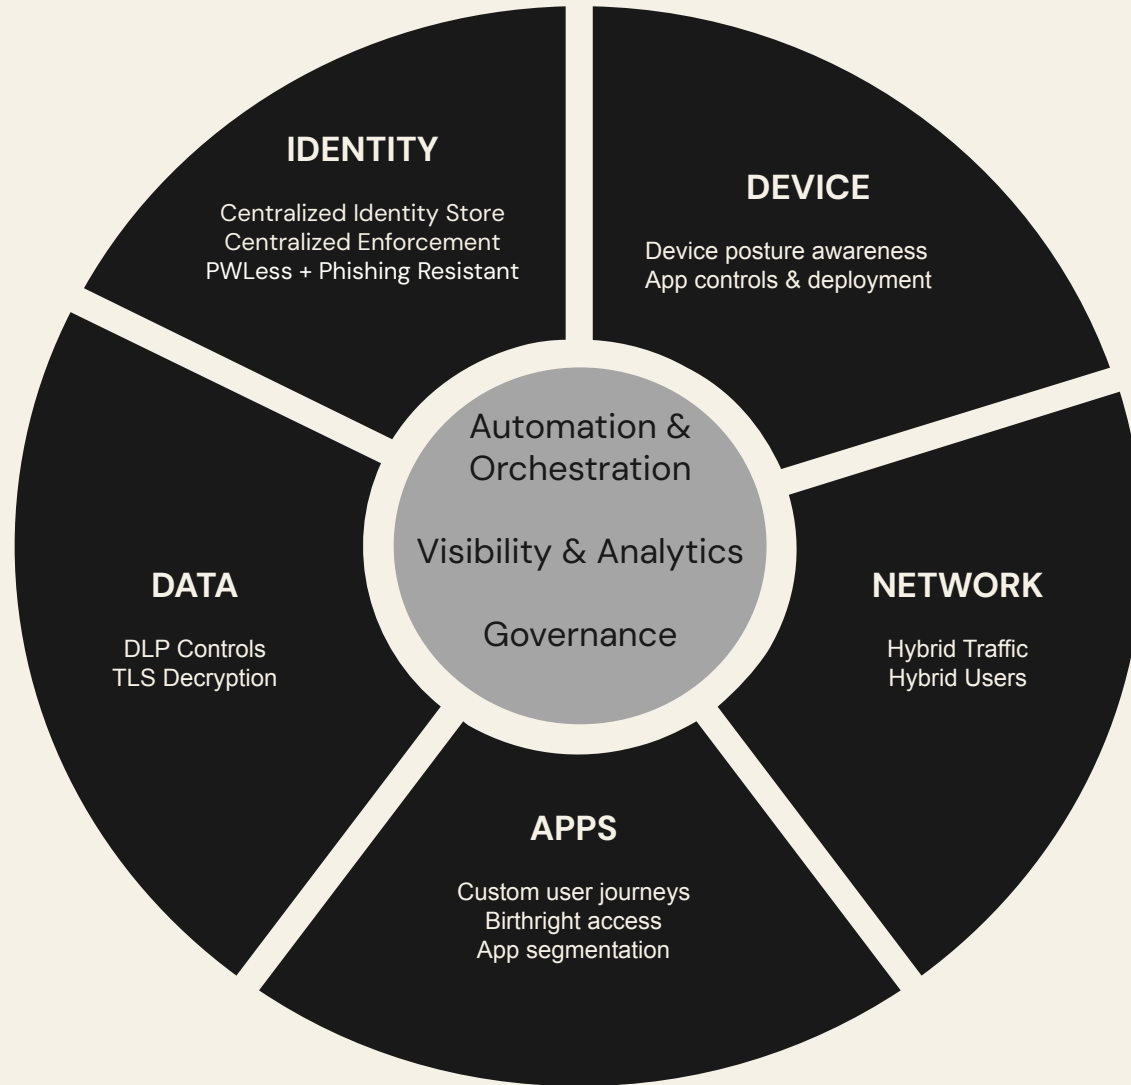 IDENTITY
Centralized Identity Store
Centralized Enforcement
PWLess + Phishing Resistant
DEVICE
Device posture awareness
App controls & deployment
Automation &
Orchestration
Visibility & Analytics
Governance
DATA
DLP Controls
TLS Decryption
NETWORK
Hybrid Traffic
Hybrid Users
APPS
Custom user journeys
Birthright access
App segmentation